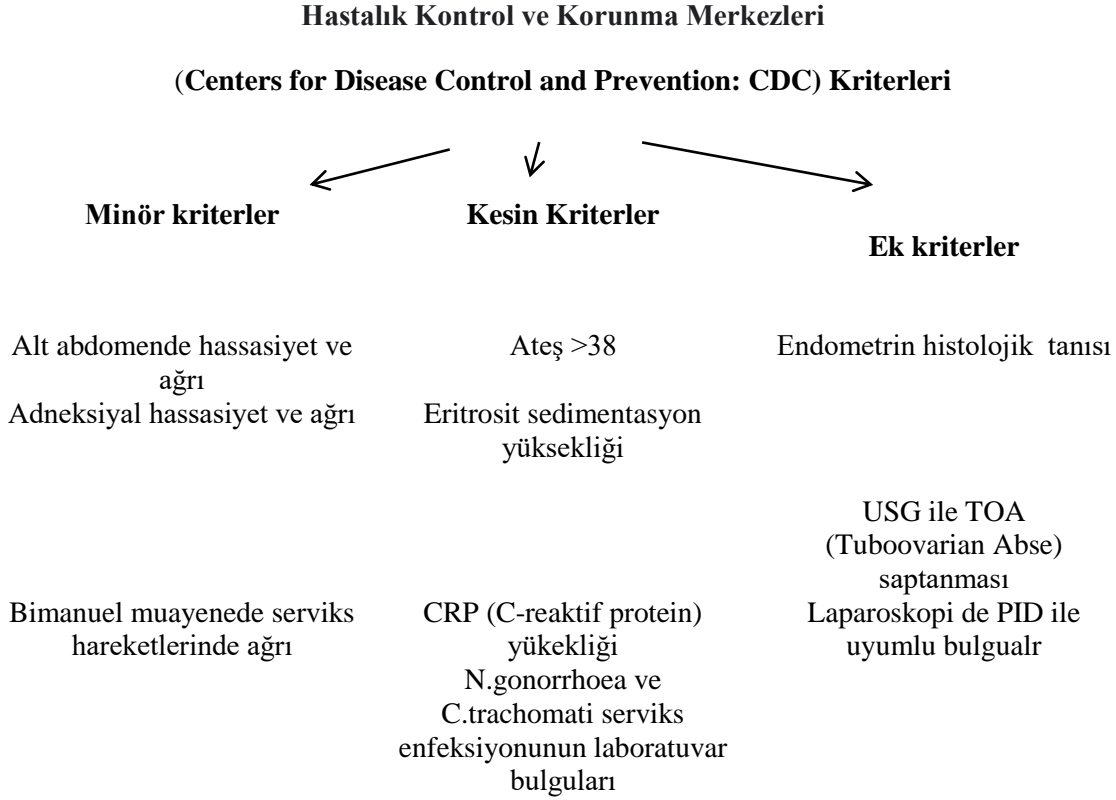 Hastalık Kontrol ve Korunma Merkezleri
(Centers for Disease Control and Prevention: CDC) Kriterleri
Minör kriterler
Kesin Kriterler
Ek kriterler
Alt abdomende hassasiyet ve
ağrı
Ateş >38
Endometrin histolojik tanısı
Adneksiyal hassasiyet ve ağrı
Eritrosit sedimentasyon
yüksekliği
USG ile TOA
(Tuboovarian Abse)
saptanması
Bimanuel muayenede serviks
hareketlerinde ağrı
CRP (C-reaktif protein)
yükekliği
Laparoskopi de PID ile
uyumlu bulgualr
N.gonorrhoea ve
C.trachomati serviks
enfeksiyonunun laboratuvar
bulguları